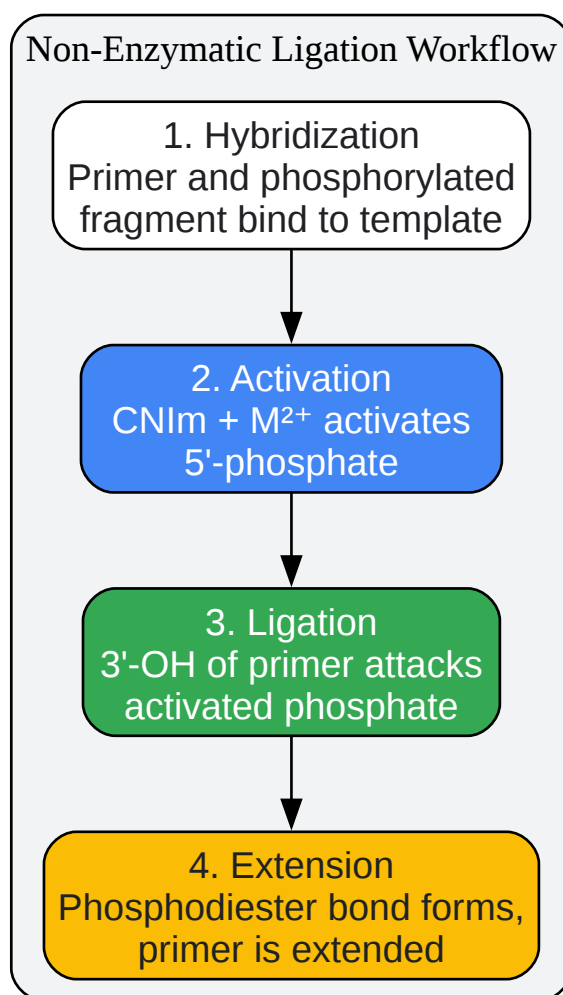 Non-Enzymatic Ligation Workflow
1. Hybridization
Primer and phosphorylated
fragment bind to template
2. Activation
CNIm + M²⁺ activates
5'-phosphate
3. Ligation
3'-OH of primer attacks
activated phosphate
4. Extension
Phosphodiester bond forms,
primer is extended